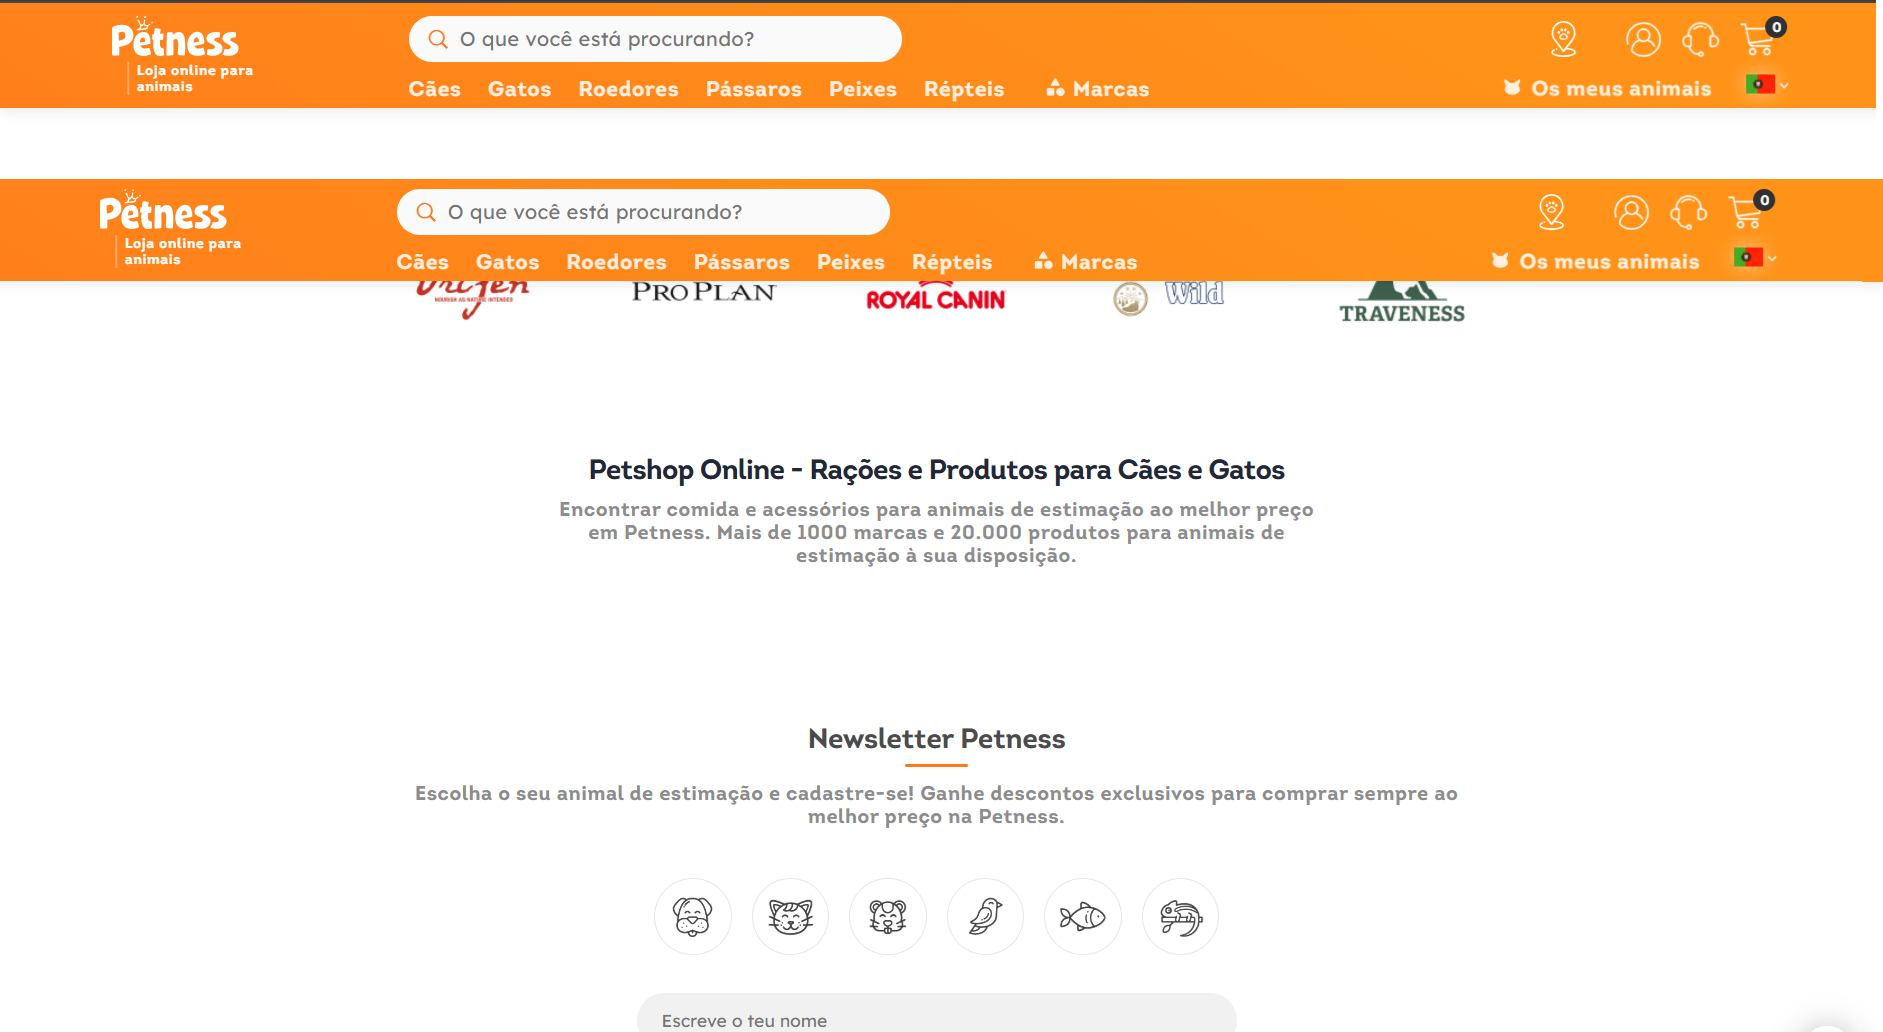 Petness
Loja online para
animais
O que você está procurando?
0
Cães Gatos Roedores Pássaros Peixes Répteis Marcas
Os meus animais
Petness
Loja online para
animais
O que você está procurando?
0
Cães Gatos Roedores Pássaros Peixes Répteis Marcas
Os meus animais
Orijen
NOURISH AS NATURE INTENDED
PRO PLAN
ROYAL CANIN
Wild
TRAVENESS
Petshop Online - Rações e Produtos para Cães e Gatos
Encontrar comida e acessórios para animais de estimação ao melhor preço
em Petness. Mais de 1000 marcas e 20.000 produtos para animais de
estimação à sua disposição.
Newsletter Petness
Escolha o seu animal de estimação e cadastre-se! Ganhe descontos exclusivos para comprar sempre ao
melhor preço na Petness.
Escreve o teu nome